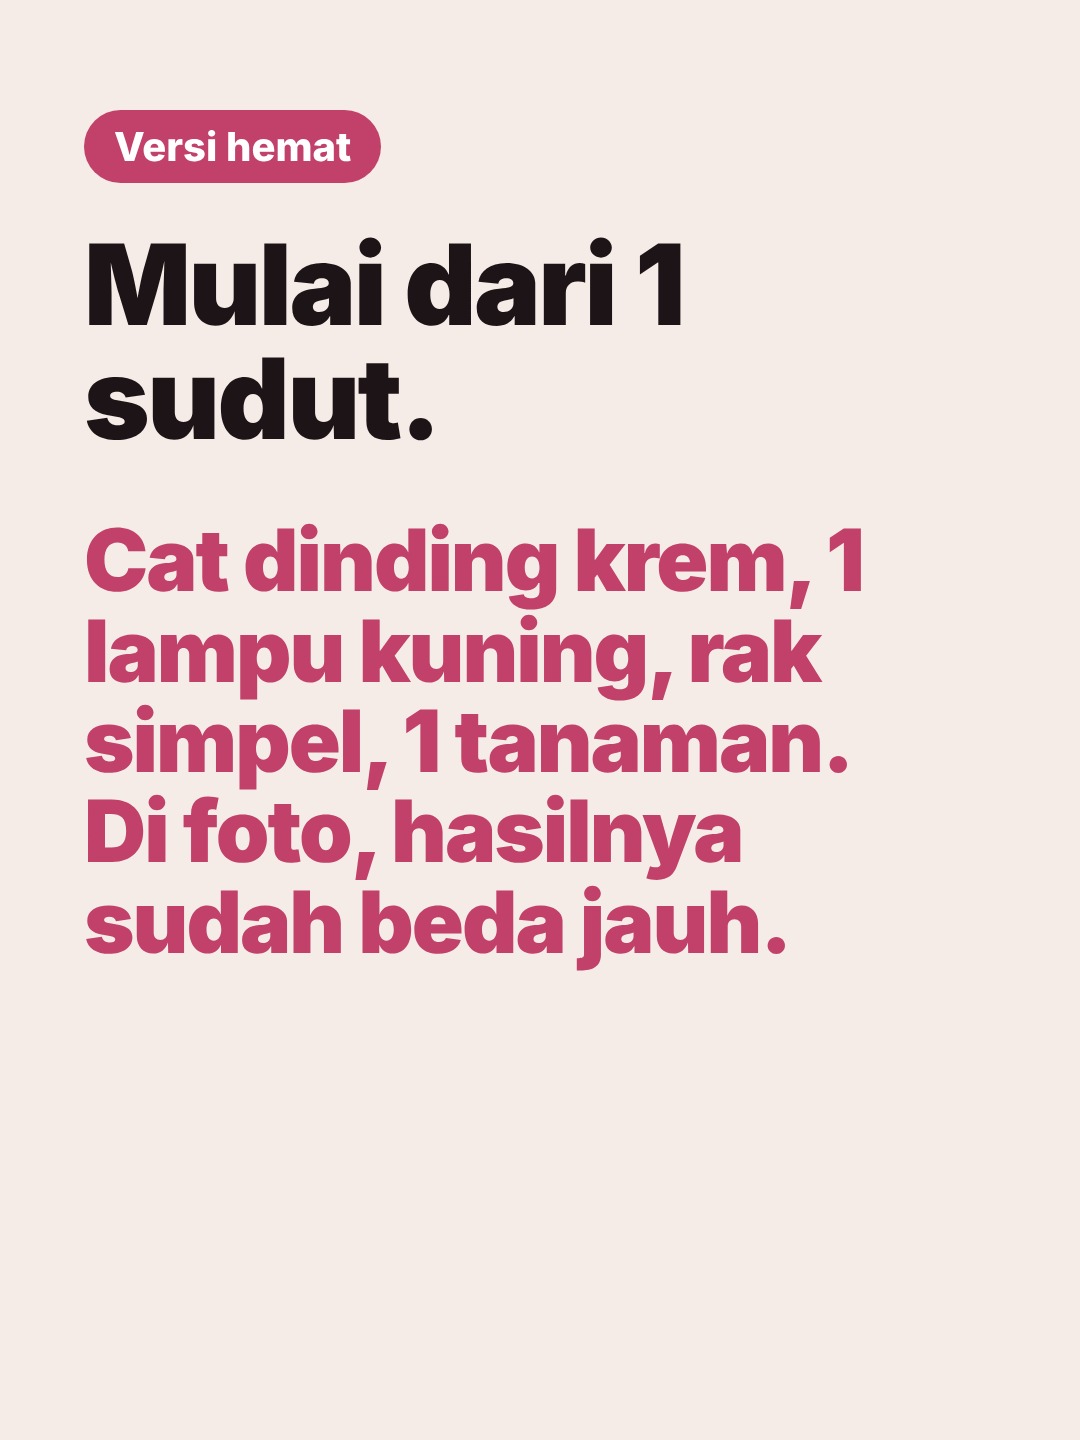 Versi hemat
Mulai dari 1
sudut.
Cat dinding krem, 1
lampu kuning, rak
simpel, 1 tanaman.
Di foto, hasilnya
sudah beda jauh.